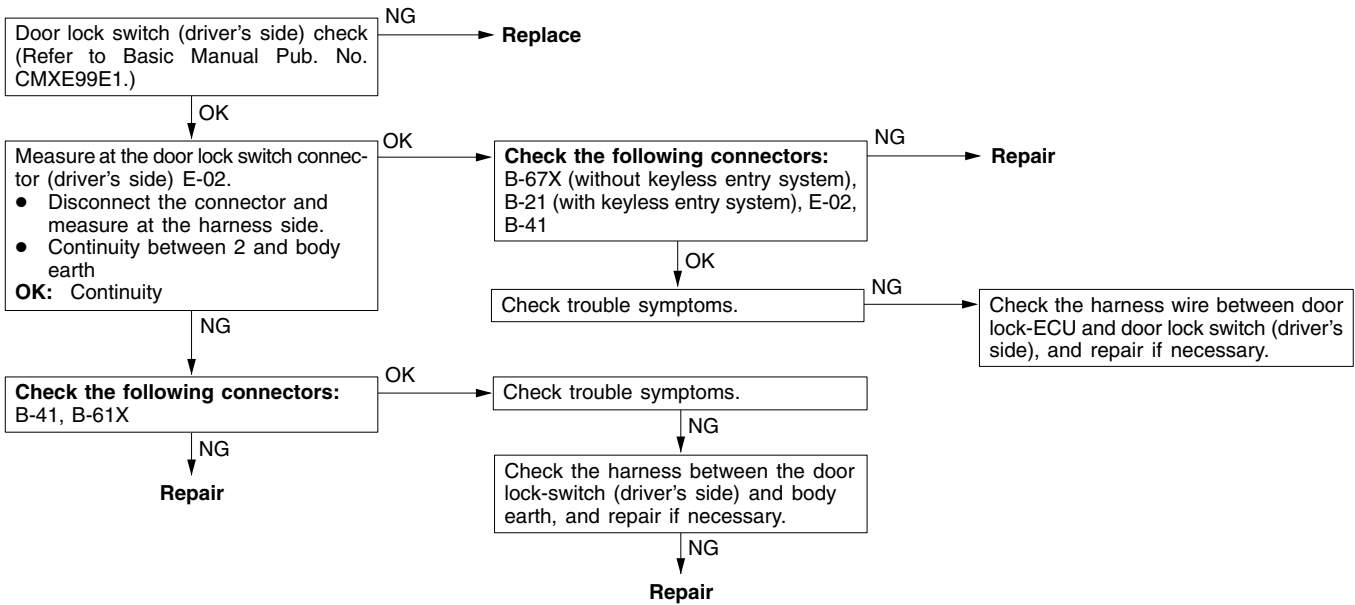 Door lock switch (driver's side) check
(Refer to Basic Manual Pub. No.
CMXE99E1.)
NG
Replace
OK
Measure at the door lock switch connec-
tor (driver's side) E-02.
● Disconnect the connector and
measure at the harness side.
● Continuity between 2 and body
earth
OK: Continuity
OK
Check the following connectors:
B-67X (without keyless entry system),
B-21 (with keyless entry system), E-02,
B-41
NG
Repair
OK
Check trouble symptoms.
NG
Check the harness wire between door
lock-ECU and door lock switch (driver's
side), and repair if necessary.
NG
Check the following connectors:
B-41, B-61X
OK
Check trouble symptoms.
NG
Repair
NG
Check the harness between the door
lock-switch (driver's side) and body
earth, and repair if necessary.
NG
Repair